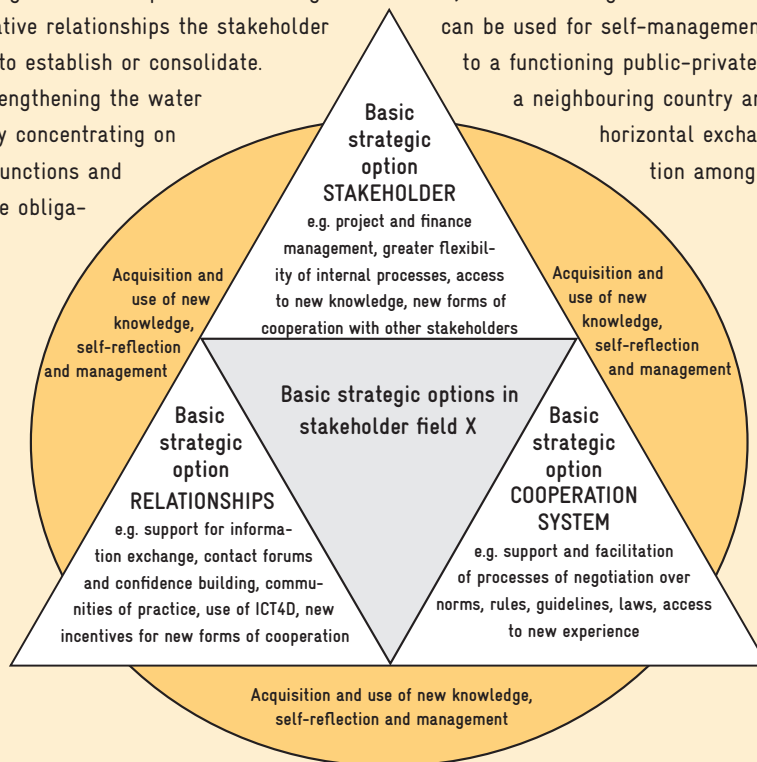 ative relationships the stakeholder
to establish or consolidate.
engthening the water
y concentrating on
unctions and
e obliga-
can be used for self-management
to a functioning public-private
a neighbouring country an
horizontal excha
tion among
Basic
strategic
option
STAKEHOLDER
e.g. project and finance
management, greater flexibil-
ity of internal processes, access
to new knowledge, new forms of
cooperation with other stakeholders
Acquisition and
use of new
knowledge,
self-reflection
and management
Acquisition and
use of new
knowledge,
self-reflection
and management
Basic strategic options in
stakeholder field X
Basic
strategic
option
RELATIONSHIPS
e.g. support for informa-
tion exchange, contact forums
and confidence building, commu-
nities of practice, use of ICT4D, new
incentives for new forms of cooperation
Basic
strategic
option
COOPERATION
SYSTEM
e.g. support and facilitation
of processes of negotiation over
norms, rules, guidelines, laws, access
to new experience
Acquisition and use of new knowledge,
self-reflection and management